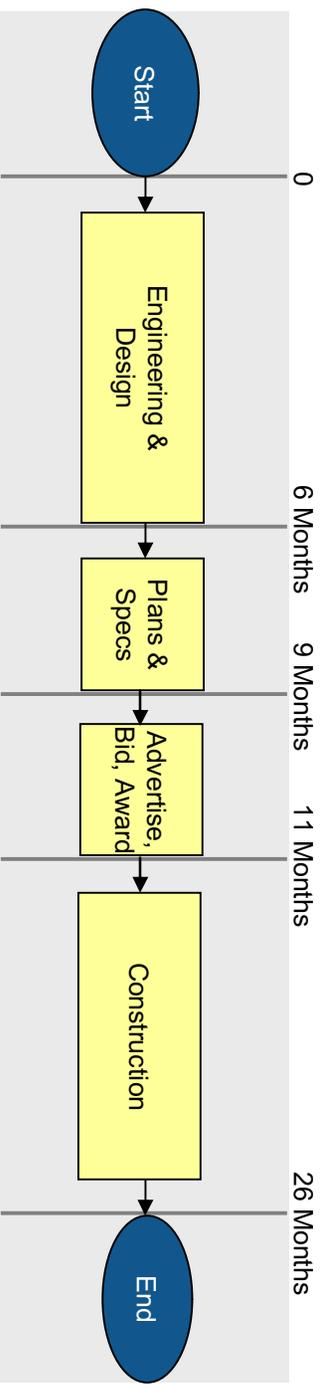 0
6 Months
9 Months
11 Months
26 Months
Start
Engineering &
Design
Plans &
Specs
Advertise,
Bid, Award
Construction
End